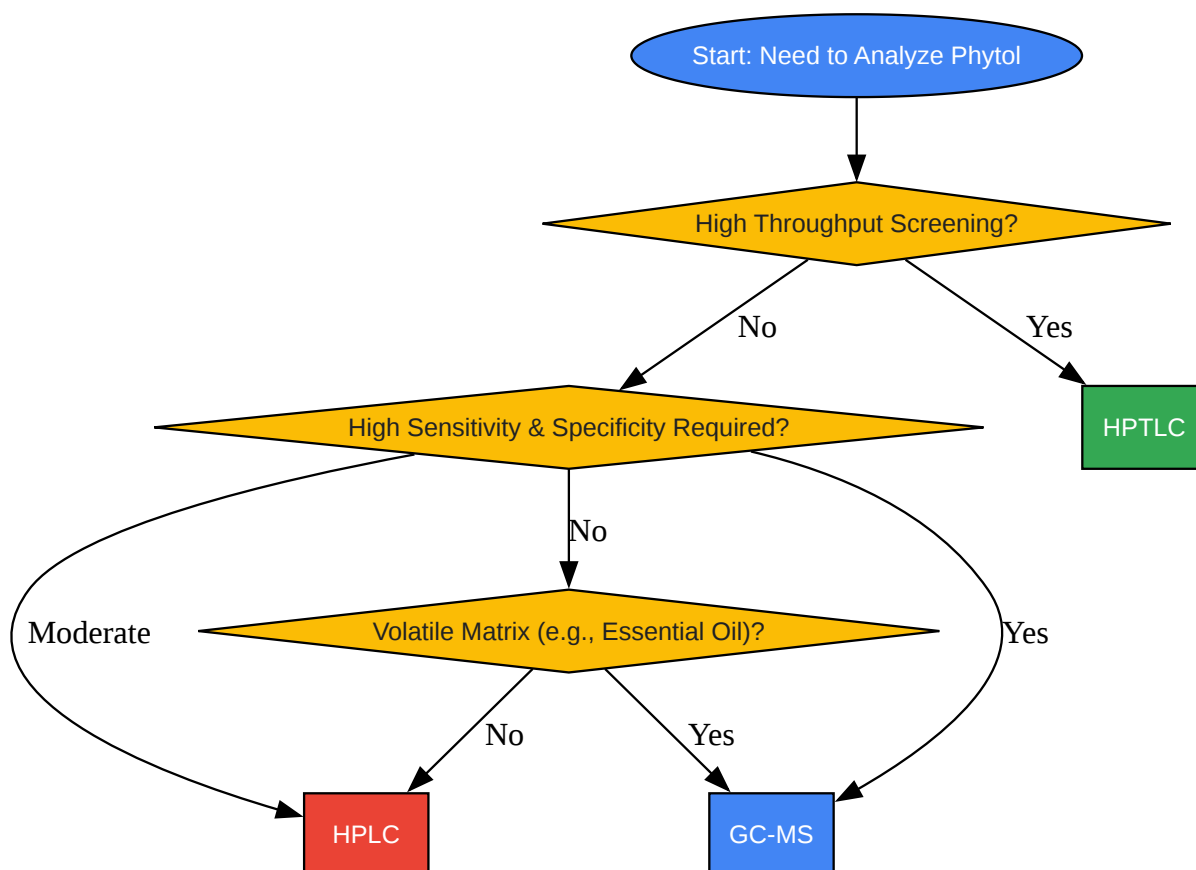 Start: Need to Analyze Phytol
High Throughput Screening?
No
Yes
High Sensitivity & Specificity Required?
HPTLC
No
Moderate
Volatile Matrix (e.g., Essential Oil)?
Yes
No
Yes
HPLC
GC-MS